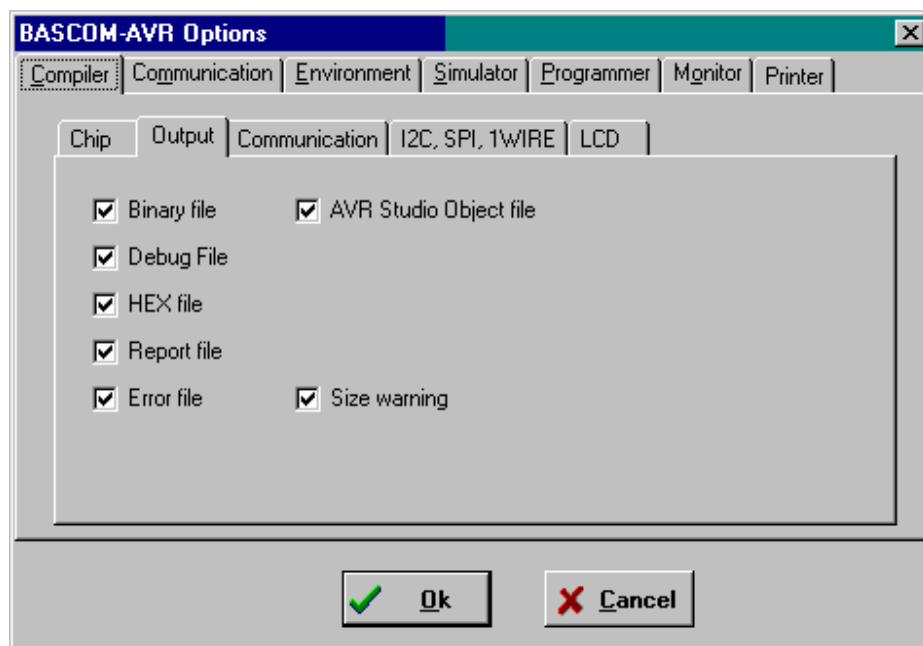 BASCOM-AVR Options
Compiler Communication Environment Simulator Programmer Monitor Printer
Chip Output Communication I2C, SPI, 1WIRE LCD
Binary file AVR Studio Object file
Debug File
HEX file
Report file
Error file Size warning
Ok Cancel